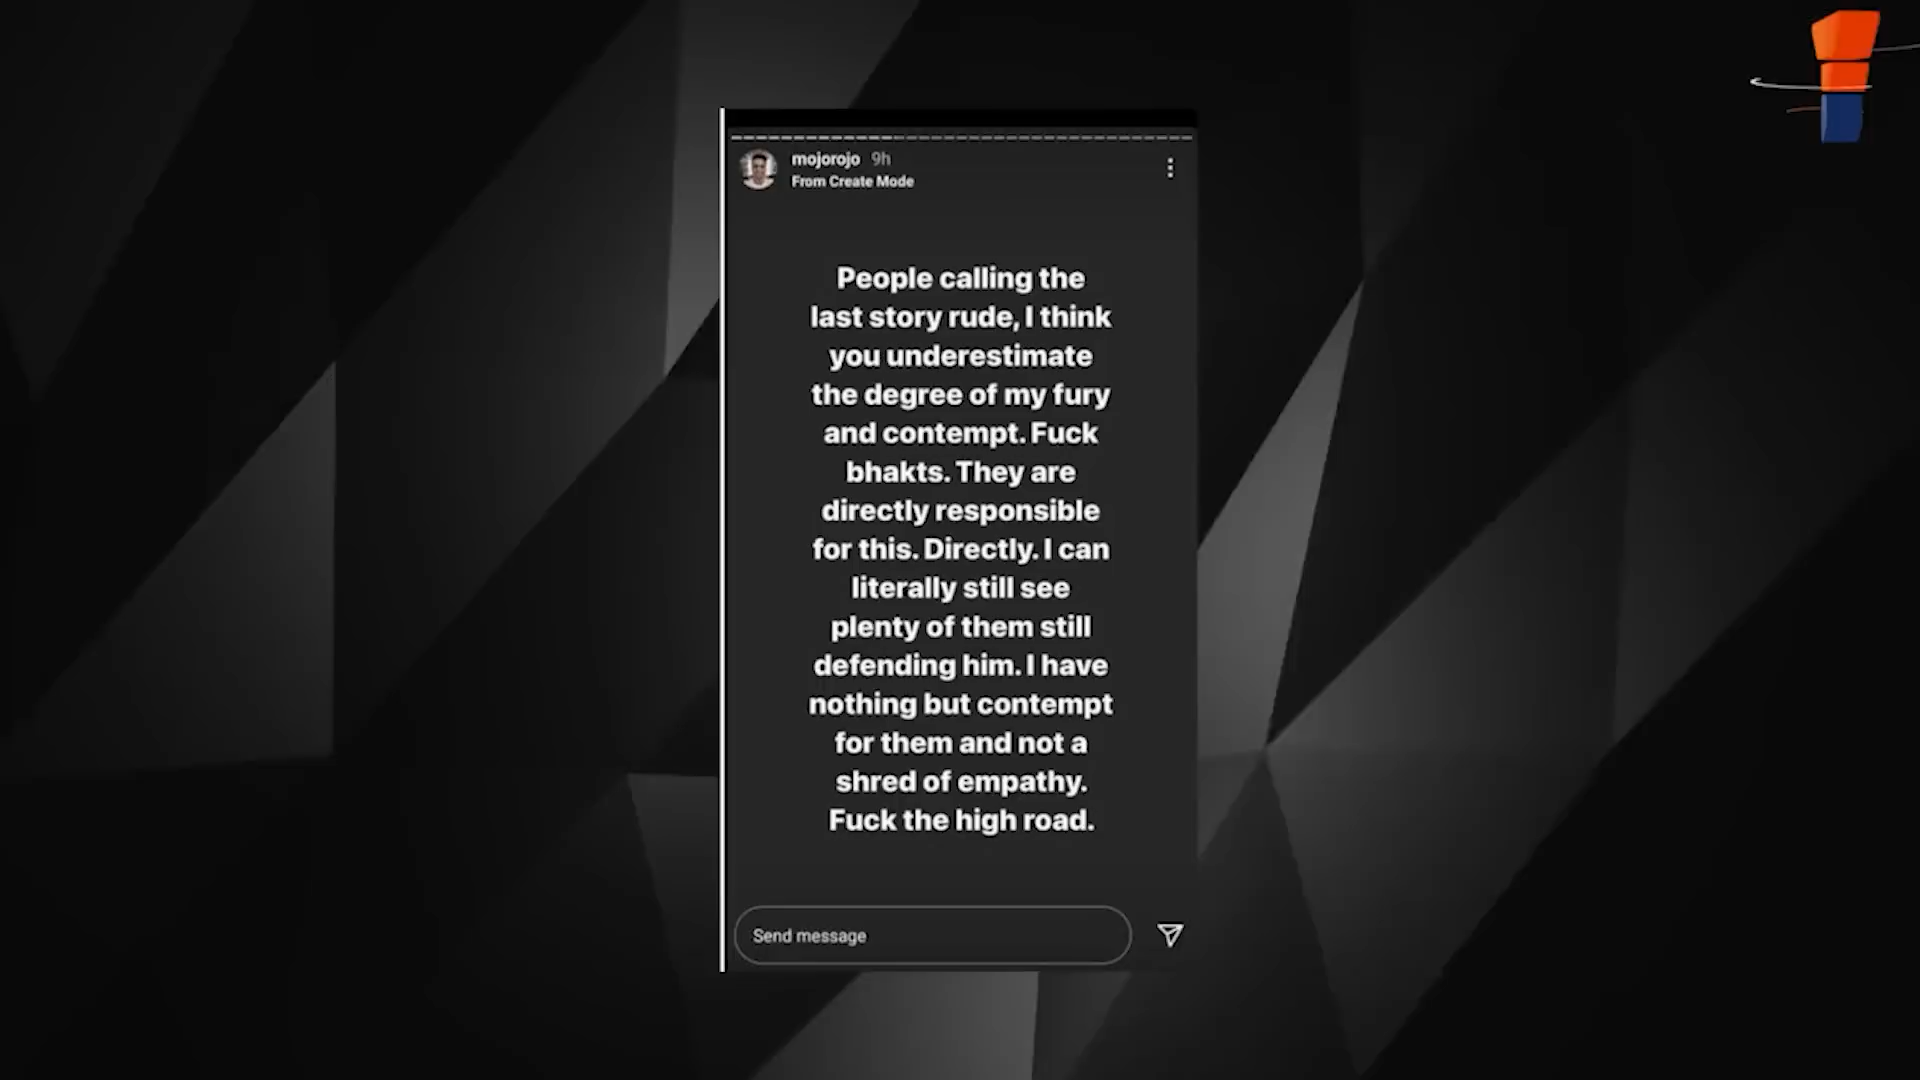 mojorojo 9h
From Create Mode
People calling the
last story rude, I think
you underestimate
the degree of my fury
and contempt. Fuck
bhakts. They are
directly responsible
for this. Directly. I can
literally still see
plenty of them still
defending him. I have
nothing but contempt
for them and not a
shred of empathy.
Fuck the high road.
Send message